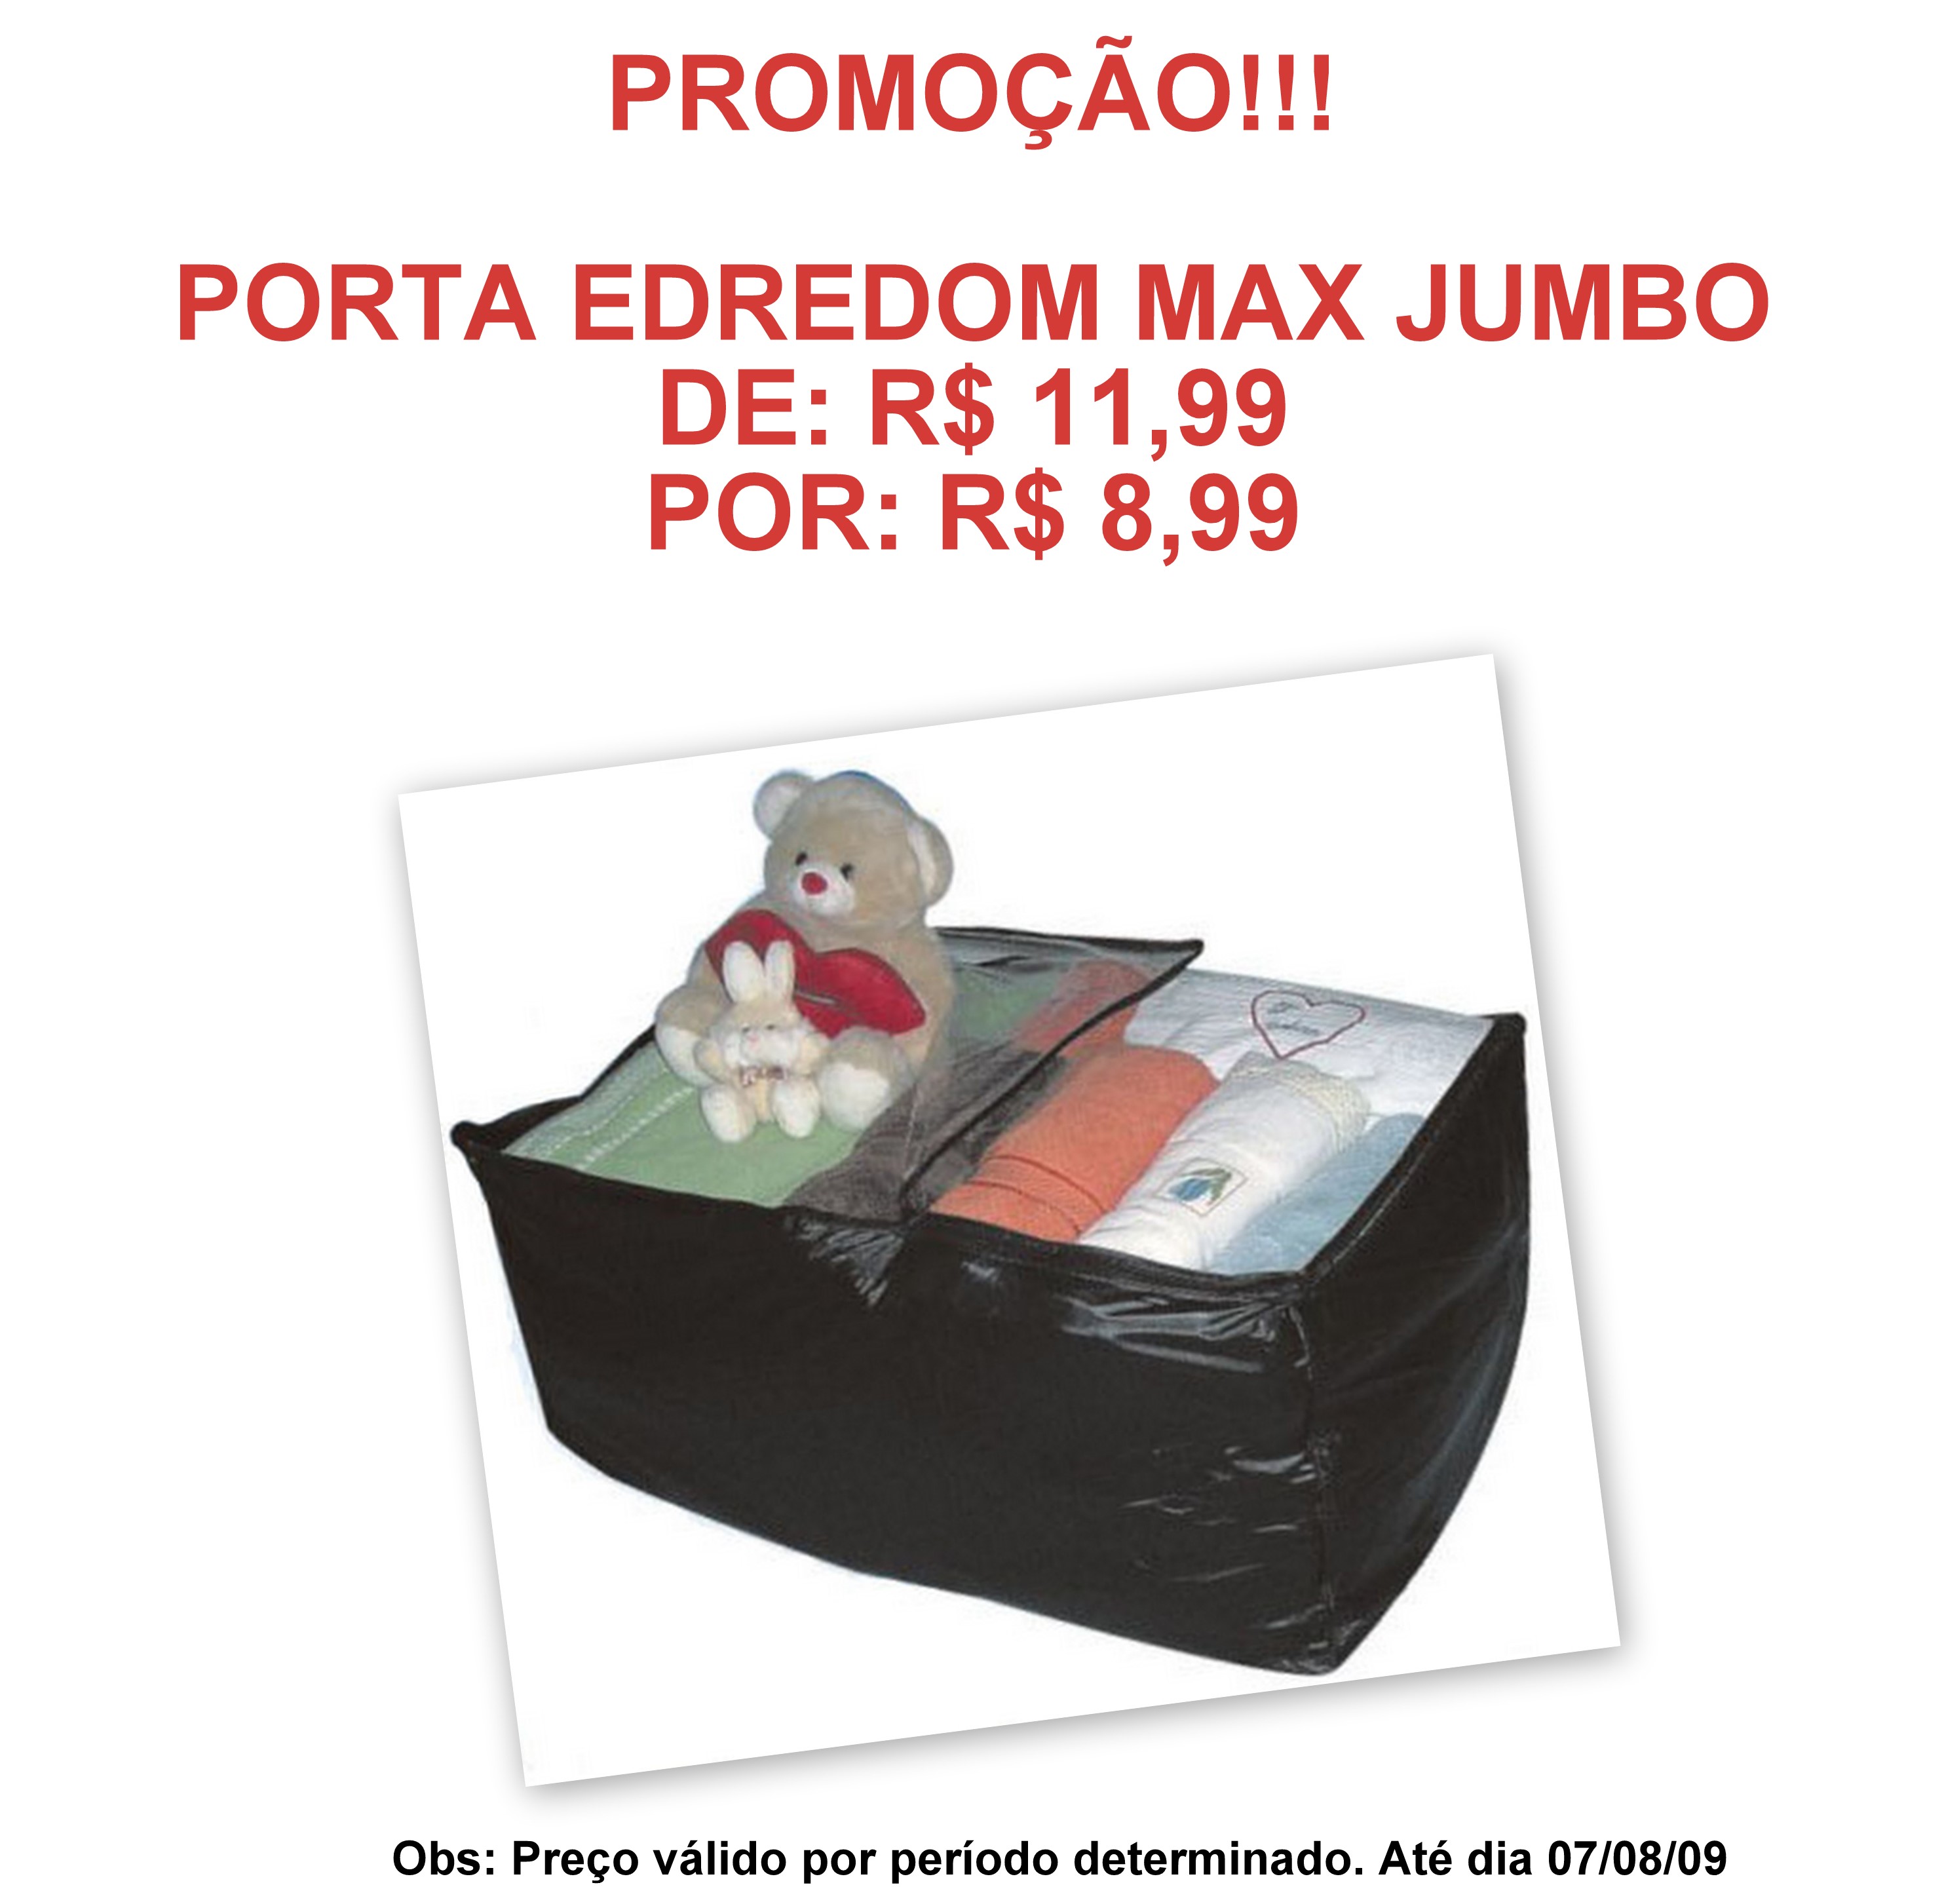 PROMOÇÃO!!!
PORTA EDREDOM MAX JUMBO
DE: R$ 11,99
POR: R$ 8,99
Obs: Preço válido por período determinado. Até dia 07/08/09